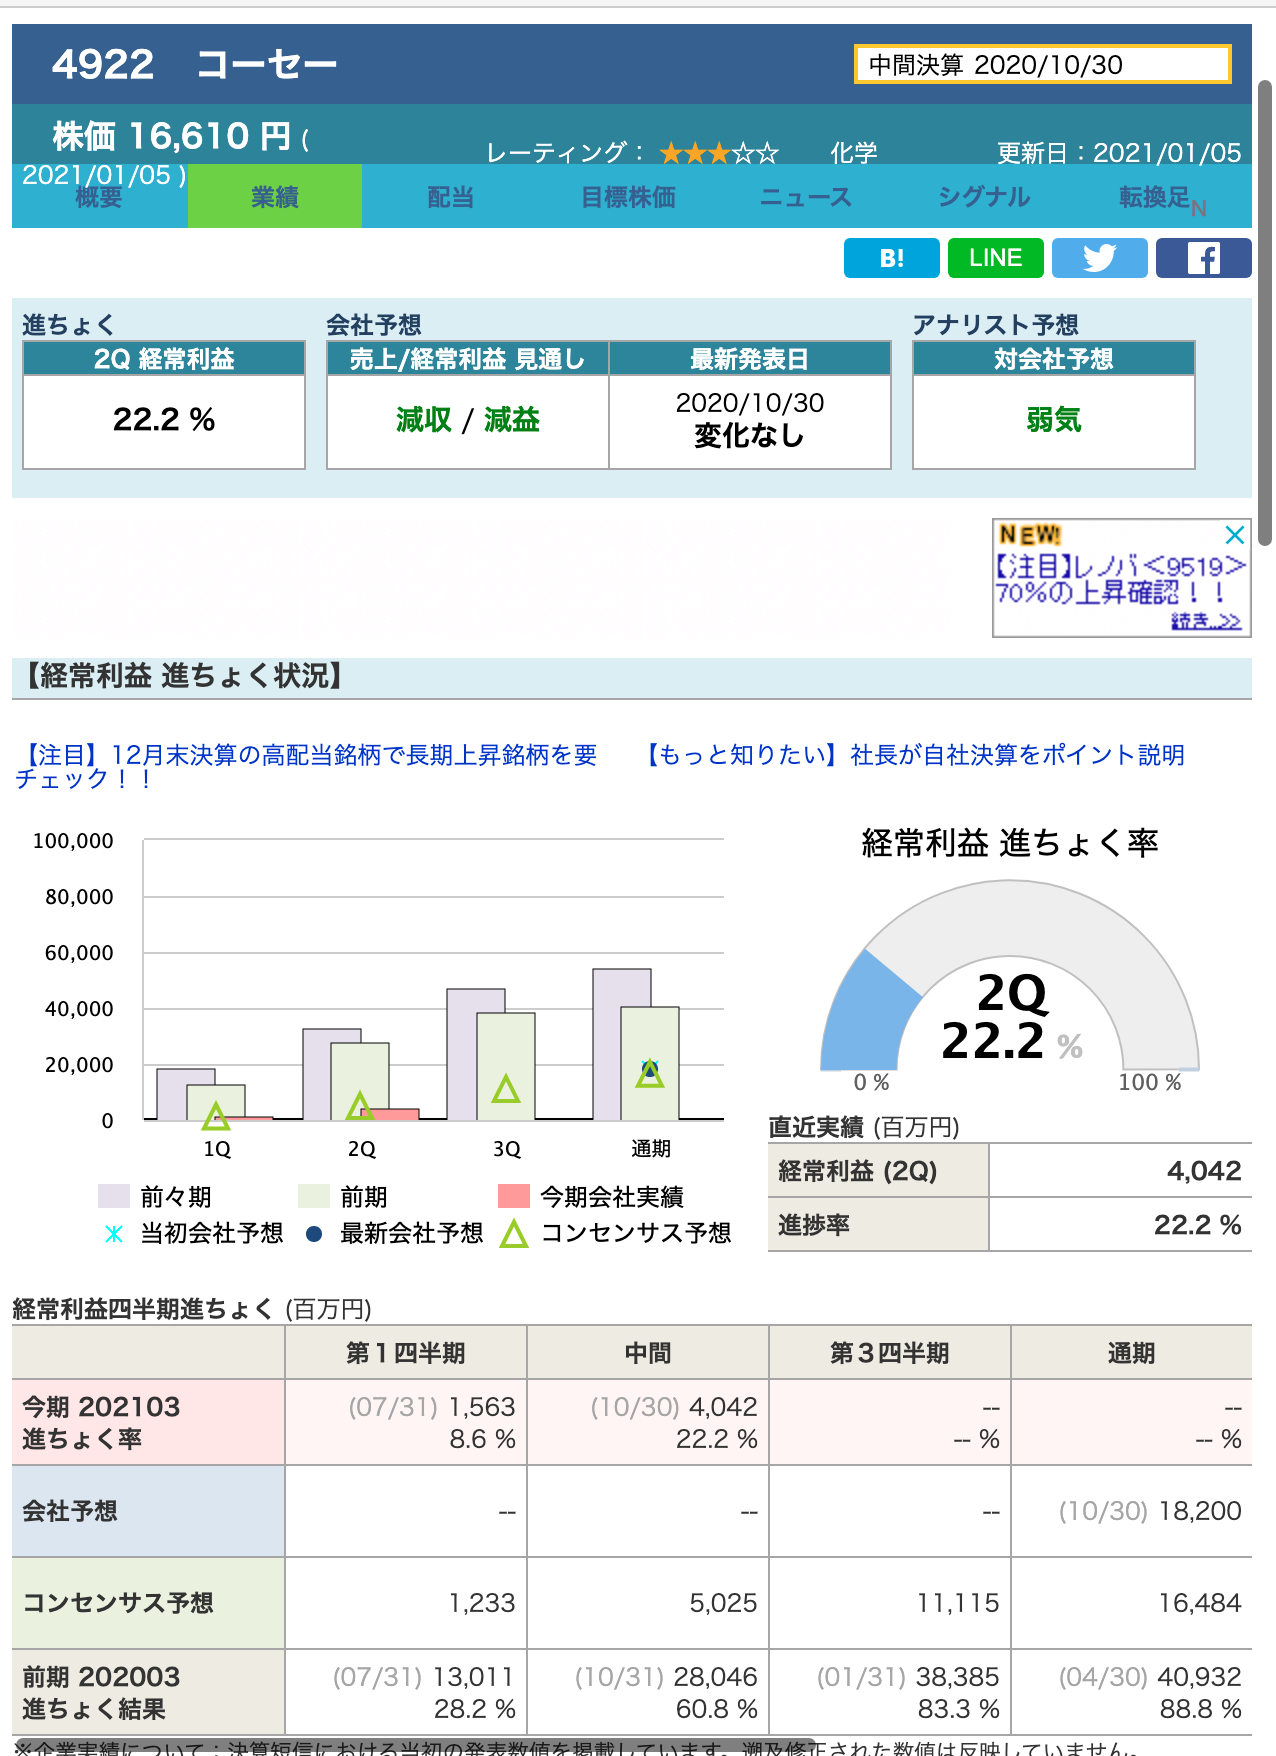 4922　コーセー
中間決算 2020/10/30
株価 16,610 円 (
2021/01/05 )
レーティング： ★★★☆☆
化学
更新日：2021/01/05
概要 業績 配当 目標株価 ニュース シグナル 転換足N
B! LINE
進ちょく 会社予想 アナリスト予想
2Q 経常利益 売上/経常利益 見通し 最新発表日 対会社予想
22.2 % 減収 / 減益 2020/10/30 弱気
変化なし
NEW!
【注目】レノバ<9519>
70%の上昇確認！！
続き..>>
【経常利益 進ちょく状況】
【注目】12月末決算の高配当銘柄で長期上昇銘柄を要
チェック！！
【もっと知りたい】社長が自社決算をポイント説明
100,000
80,000
60,000
40,000
20,000
0
1Q 2Q 3Q 通期
前々期 前期 今期会社実績
当初会社予想 最新会社予想 コンセンサス予想
経常利益 進ちょく率
2Q
22.2 %
0 % 100 %
直近実績 (百万円)
経常利益 (2Q) 4,042
進捗率 22.2 %
経常利益四半期進ちょく (百万円)
第１四半期 中間 第３四半期 通期
今期 202103 (07/31) 1,563 (10/30) 4,042 -- --
進ちょく率 8.6 % 22.2 % -- % -- %
会社予想 -- -- -- (10/30) 18,200
コンセンサス予想 1,233 5,025 11,115 16,484
前期 202003 (07/31) 13,011 (10/31) 28,046 (01/31) 38,385 (04/30) 40,932
進ちょく結果 28.2 % 60.8 % 83.3 % 88.8 %
※企業実績について：決算短信における当初の発表数値を掲載しています。遡及修正された数値は反映していません。